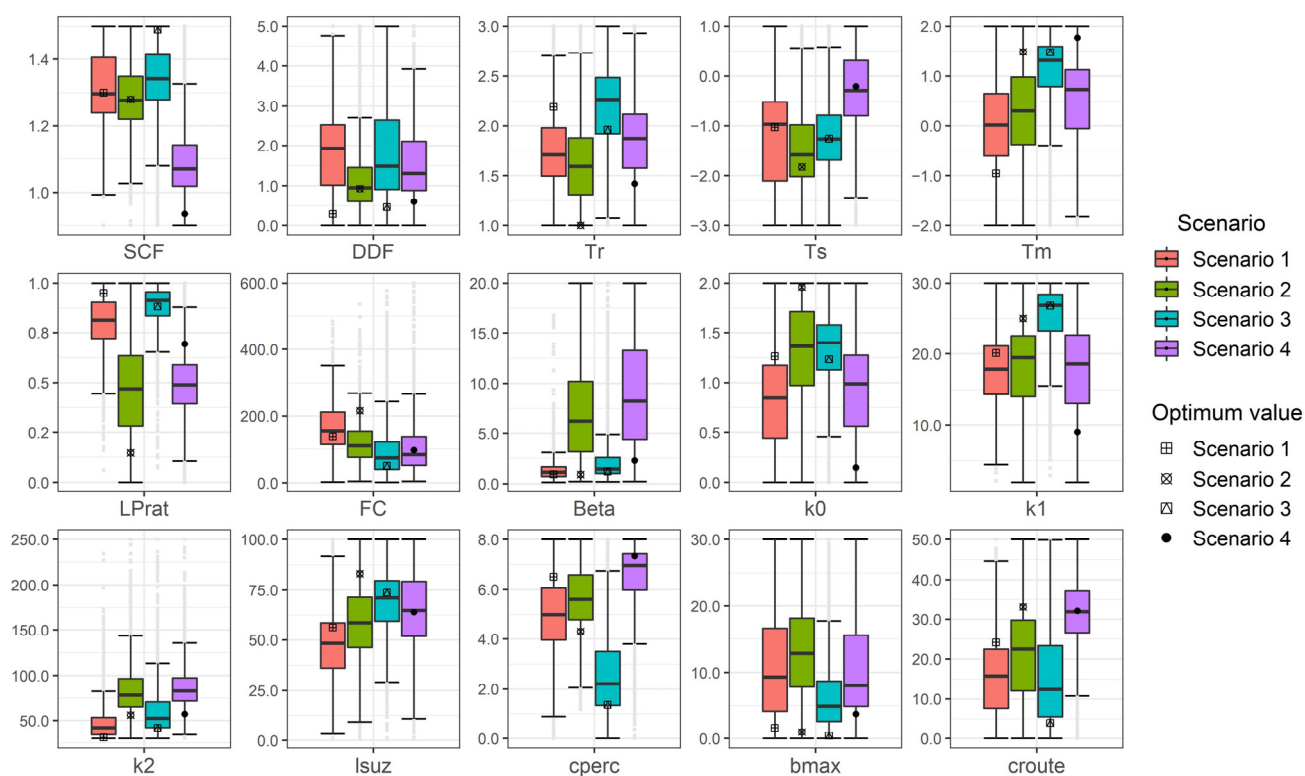 1.4
1.2
1.0
SCF
5.0
4.0
3.0
2.0
1.0
0.0
DDF
3.0
2.5
2.0
1.5
1.0
Tr
1.0
0.0
−1.0
−2.0
−3.0
Ts
2.0
1.0
0.0
−1.0
−2.0
Tm
1.0
0.8
0.5
0.2
0.0
LPrat
600.0
400.0
200.0
0.0
FC
20.0
15.0
10.0
5.0
0.0
Beta
2.0
1.5
1.0
0.5
0.0
k0
30.0
20.0
10.0
k1
250.0
200.0
150.0
100.0
50.0
k2
100.0
75.0
50.0
25.0
0.0
lsuz
8.0
6.0
4.0
2.0
0.0
cperc
30.0
20.0
10.0
0.0
bmax
50.0
40.0
30.0
20.0
10.0
0.0
croute
Scenario
Scenario 1
Scenario 2
Scenario 3
Scenario 4
Optimum value
Scenario 1
Scenario 2
Scenario 3
Scenario 4